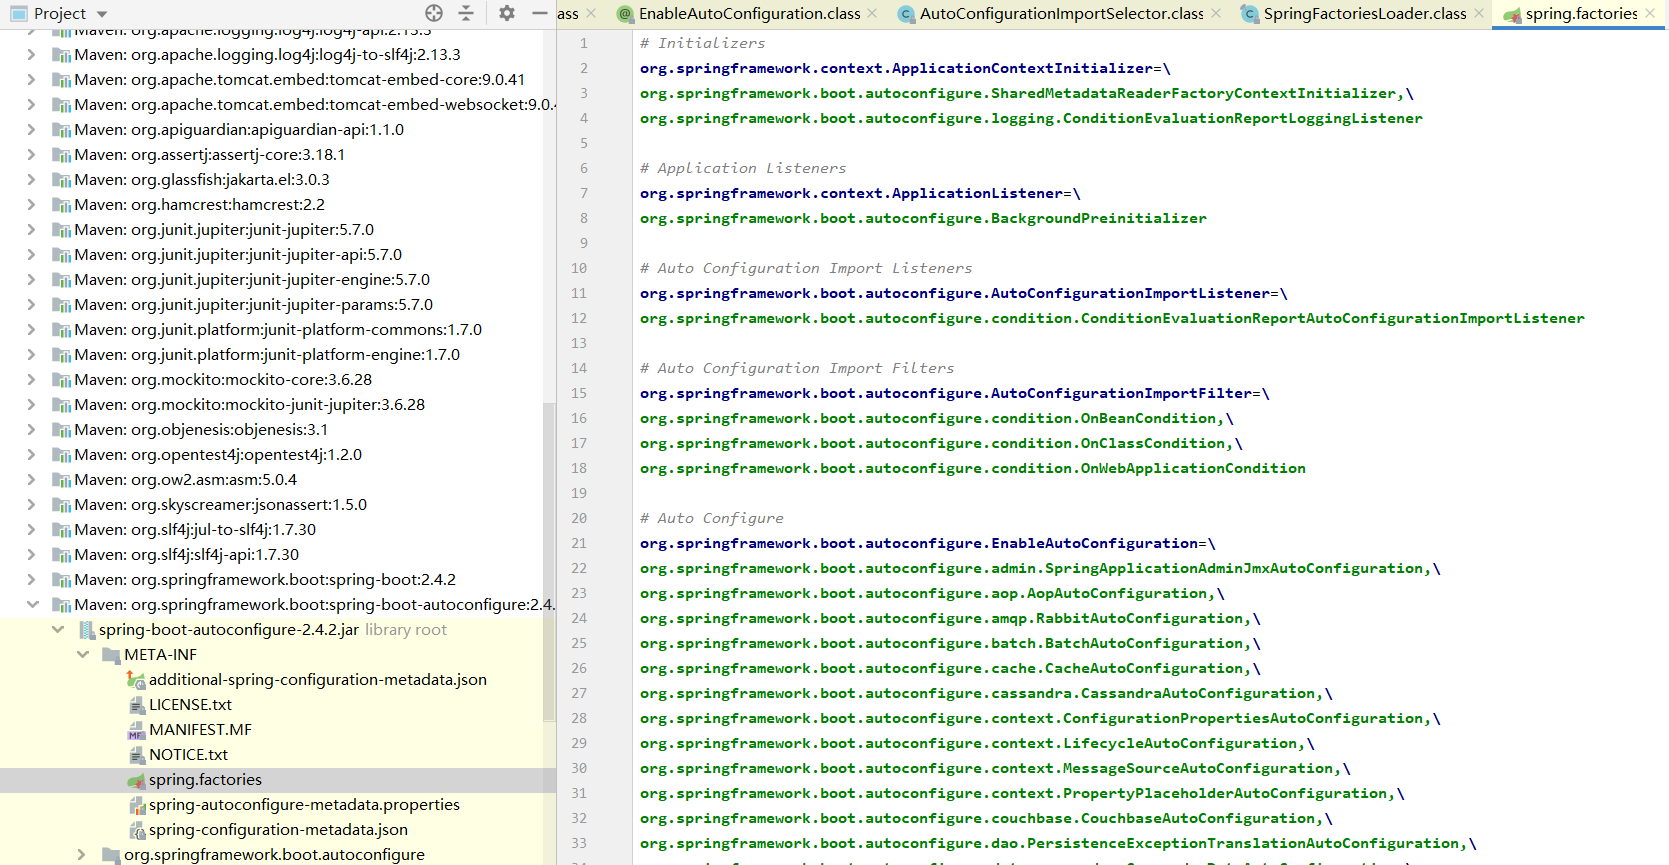 Project
ass
EnableAutoConfiguration.class
AutoConfigurationImportSelector.class
SpringFactoriesLoader.class
spring.factories
Maven: org.apache.logging.log4j:log4j-api:2.13.3
Maven: org.apache.logging.log4j:log4j-to-slf4j:2.13.3
Maven: org.apache.tomcat.embed:tomcat-embed-core:9.0.41
Maven: org.apache.tomcat.embed:tomcat-embed-websocket:9.0.4
Maven: org.apiguardian:apiguardian-api:1.1.0
Maven: org.assertj:assertj-core:3.18.1
Maven: org.glassfish:jakarta.el:3.0.3
Maven: org.hamcrest:hamcrest:2.2
Maven: org.junit.jupiter:junit-jupiter:5.7.0
Maven: org.junit.jupiter:junit-jupiter-api:5.7.0
Maven: org.junit.jupiter:junit-jupiter-engine:5.7.0
Maven: org.junit.jupiter:junit-jupiter-params:5.7.0
Maven: org.junit.platform:junit-platform-commons:1.7.0
Maven: org.junit.platform:junit-platform-engine:1.7.0
Maven: org.mockito:mockito-core:3.6.28
Maven: org.mockito:mockito-junit-jupiter:3.6.28
Maven: org.objenesis:objenesis:3.1
Maven: org.opentest4j:opentest4j:1.2.0
Maven: org.ow2.asm:asm:5.0.4
Maven: org.skyscreamer:jsonassert:1.5.0
Maven: org.slf4j:jul-to-slf4j:1.7.30
Maven: org.slf4j:slf4j-api:1.7.30
Maven: org.springframework.boot:spring-boot:2.4.2
Maven: org.springframework.boot:spring-boot-autoconfigure:2.4.
spring-boot-autoconfigure-2.4.2.jar library root
META-INF
additional-spring-configuration-metadata.json
LICENSE.txt
MANIFEST.MF
NOTICE.txt
spring.factories
spring-autoconfigure-metadata.properties
spring-configuration-metadata.json
org.springframework.boot.autoconfigure
1 # Initializers
2 org.springframework.context.ApplicationContextInitializer=\
3 org.springframework.boot.autoconfigure.SharedMetadataReaderFactoryContextInitializer,\
4 org.springframework.boot.autoconfigure.logging.ConditionEvaluationReportLoggingListener
5
6 # Application Listeners
7 org.springframework.context.ApplicationListener=\
8 org.springframework.boot.autoconfigure.BackgroundPreinitializer
9
10 # Auto Configuration Import Listeners
11 org.springframework.boot.autoconfigure.AutoConfigurationImportListener=\
12 org.springframework.boot.autoconfigure.condition.ConditionEvaluationReportAutoConfigurationImportListener
13
14 # Auto Configuration Import Filters
15 org.springframework.boot.autoconfigure.AutoConfigurationImportFilter=\
16 org.springframework.boot.autoconfigure.condition.OnBeanCondition,\
17 org.springframework.boot.autoconfigure.condition.OnClassCondition,\
18 org.springframework.boot.autoconfigure.condition.OnWebApplicationCondition
19
20 # Auto Configure
21 org.springframework.boot.autoconfigure.EnableAutoConfiguration=\
22 org.springframework.boot.autoconfigure.admin.SpringApplicationAdminJmxAutoConfiguration,\
23 org.springframework.boot.autoconfigure.aop.AopAutoConfiguration,\
24 org.springframework.boot.autoconfigure.amqp.RabbitAutoConfiguration,\
25 org.springframework.boot.autoconfigure.batch.BatchAutoConfiguration,\
26 org.springframework.boot.autoconfigure.cache.CacheAutoConfiguration,\
27 org.springframework.boot.autoconfigure.cassandra.CassandraAutoConfiguration,\
28 org.springframework.boot.autoconfigure.context.ConfigurationPropertiesAutoConfiguration,\
29 org.springframework.boot.autoconfigure.context.LifecycleAutoConfiguration,\
30 org.springframework.boot.autoconfigure.context.MessageSourceAutoConfiguration,\
31 org.springframework.boot.autoconfigure.context.PropertyPlaceholderAutoConfiguration,\
32 org.springframework.boot.autoconfigure.couchbase.CouchbaseAutoConfiguration,\
33 org.springframework.boot.autoconfigure.dao.PersistenceExceptionTranslationAutoConfiguration,\